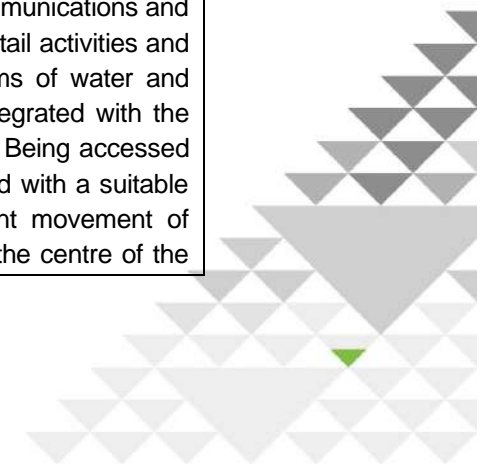 munications and
tail activities and
ns of water and
egrated with the
Being accessed
d with a suitable
nt movement of
the centre of the